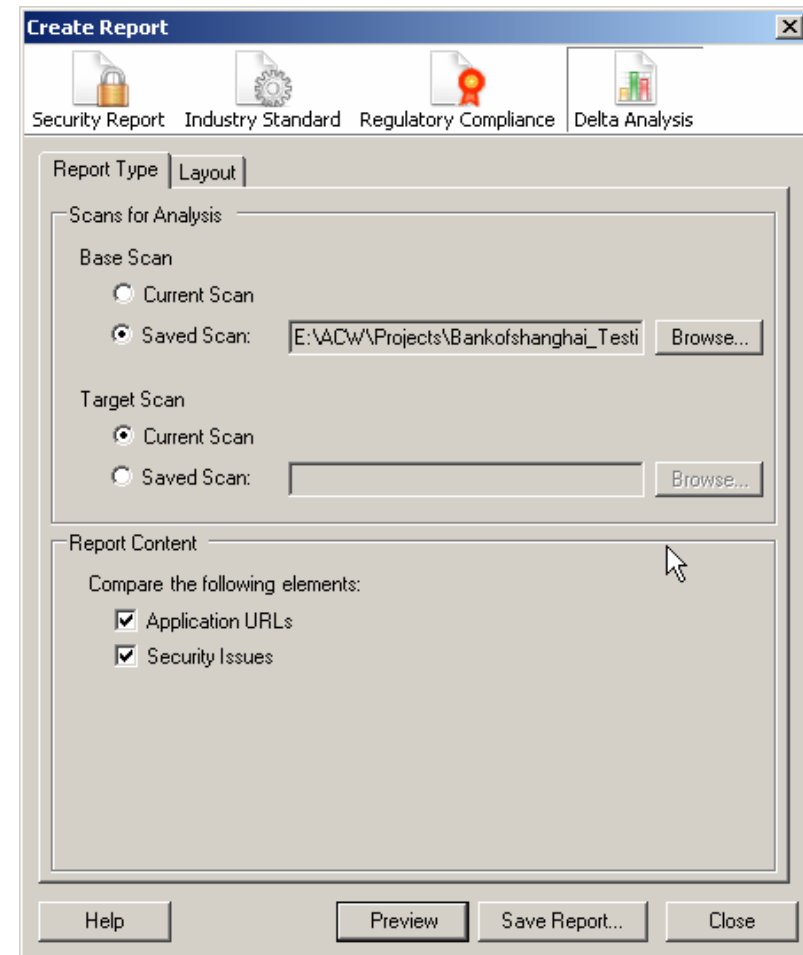 Create Report
Security Report Industry Standard Regulatory Compliance Delta Analysis
Report Type Layout
Scans for Analysis
Base Scan
Current Scan
Saved Scan: E:\ACW\Projects\Bankofshanghai_Testi Browse...
Target Scan
Current Scan
Saved Scan: Browse...
Report Content
Compare the following elements:
Application URLs
Security Issues
Help Preview Save Report... Close